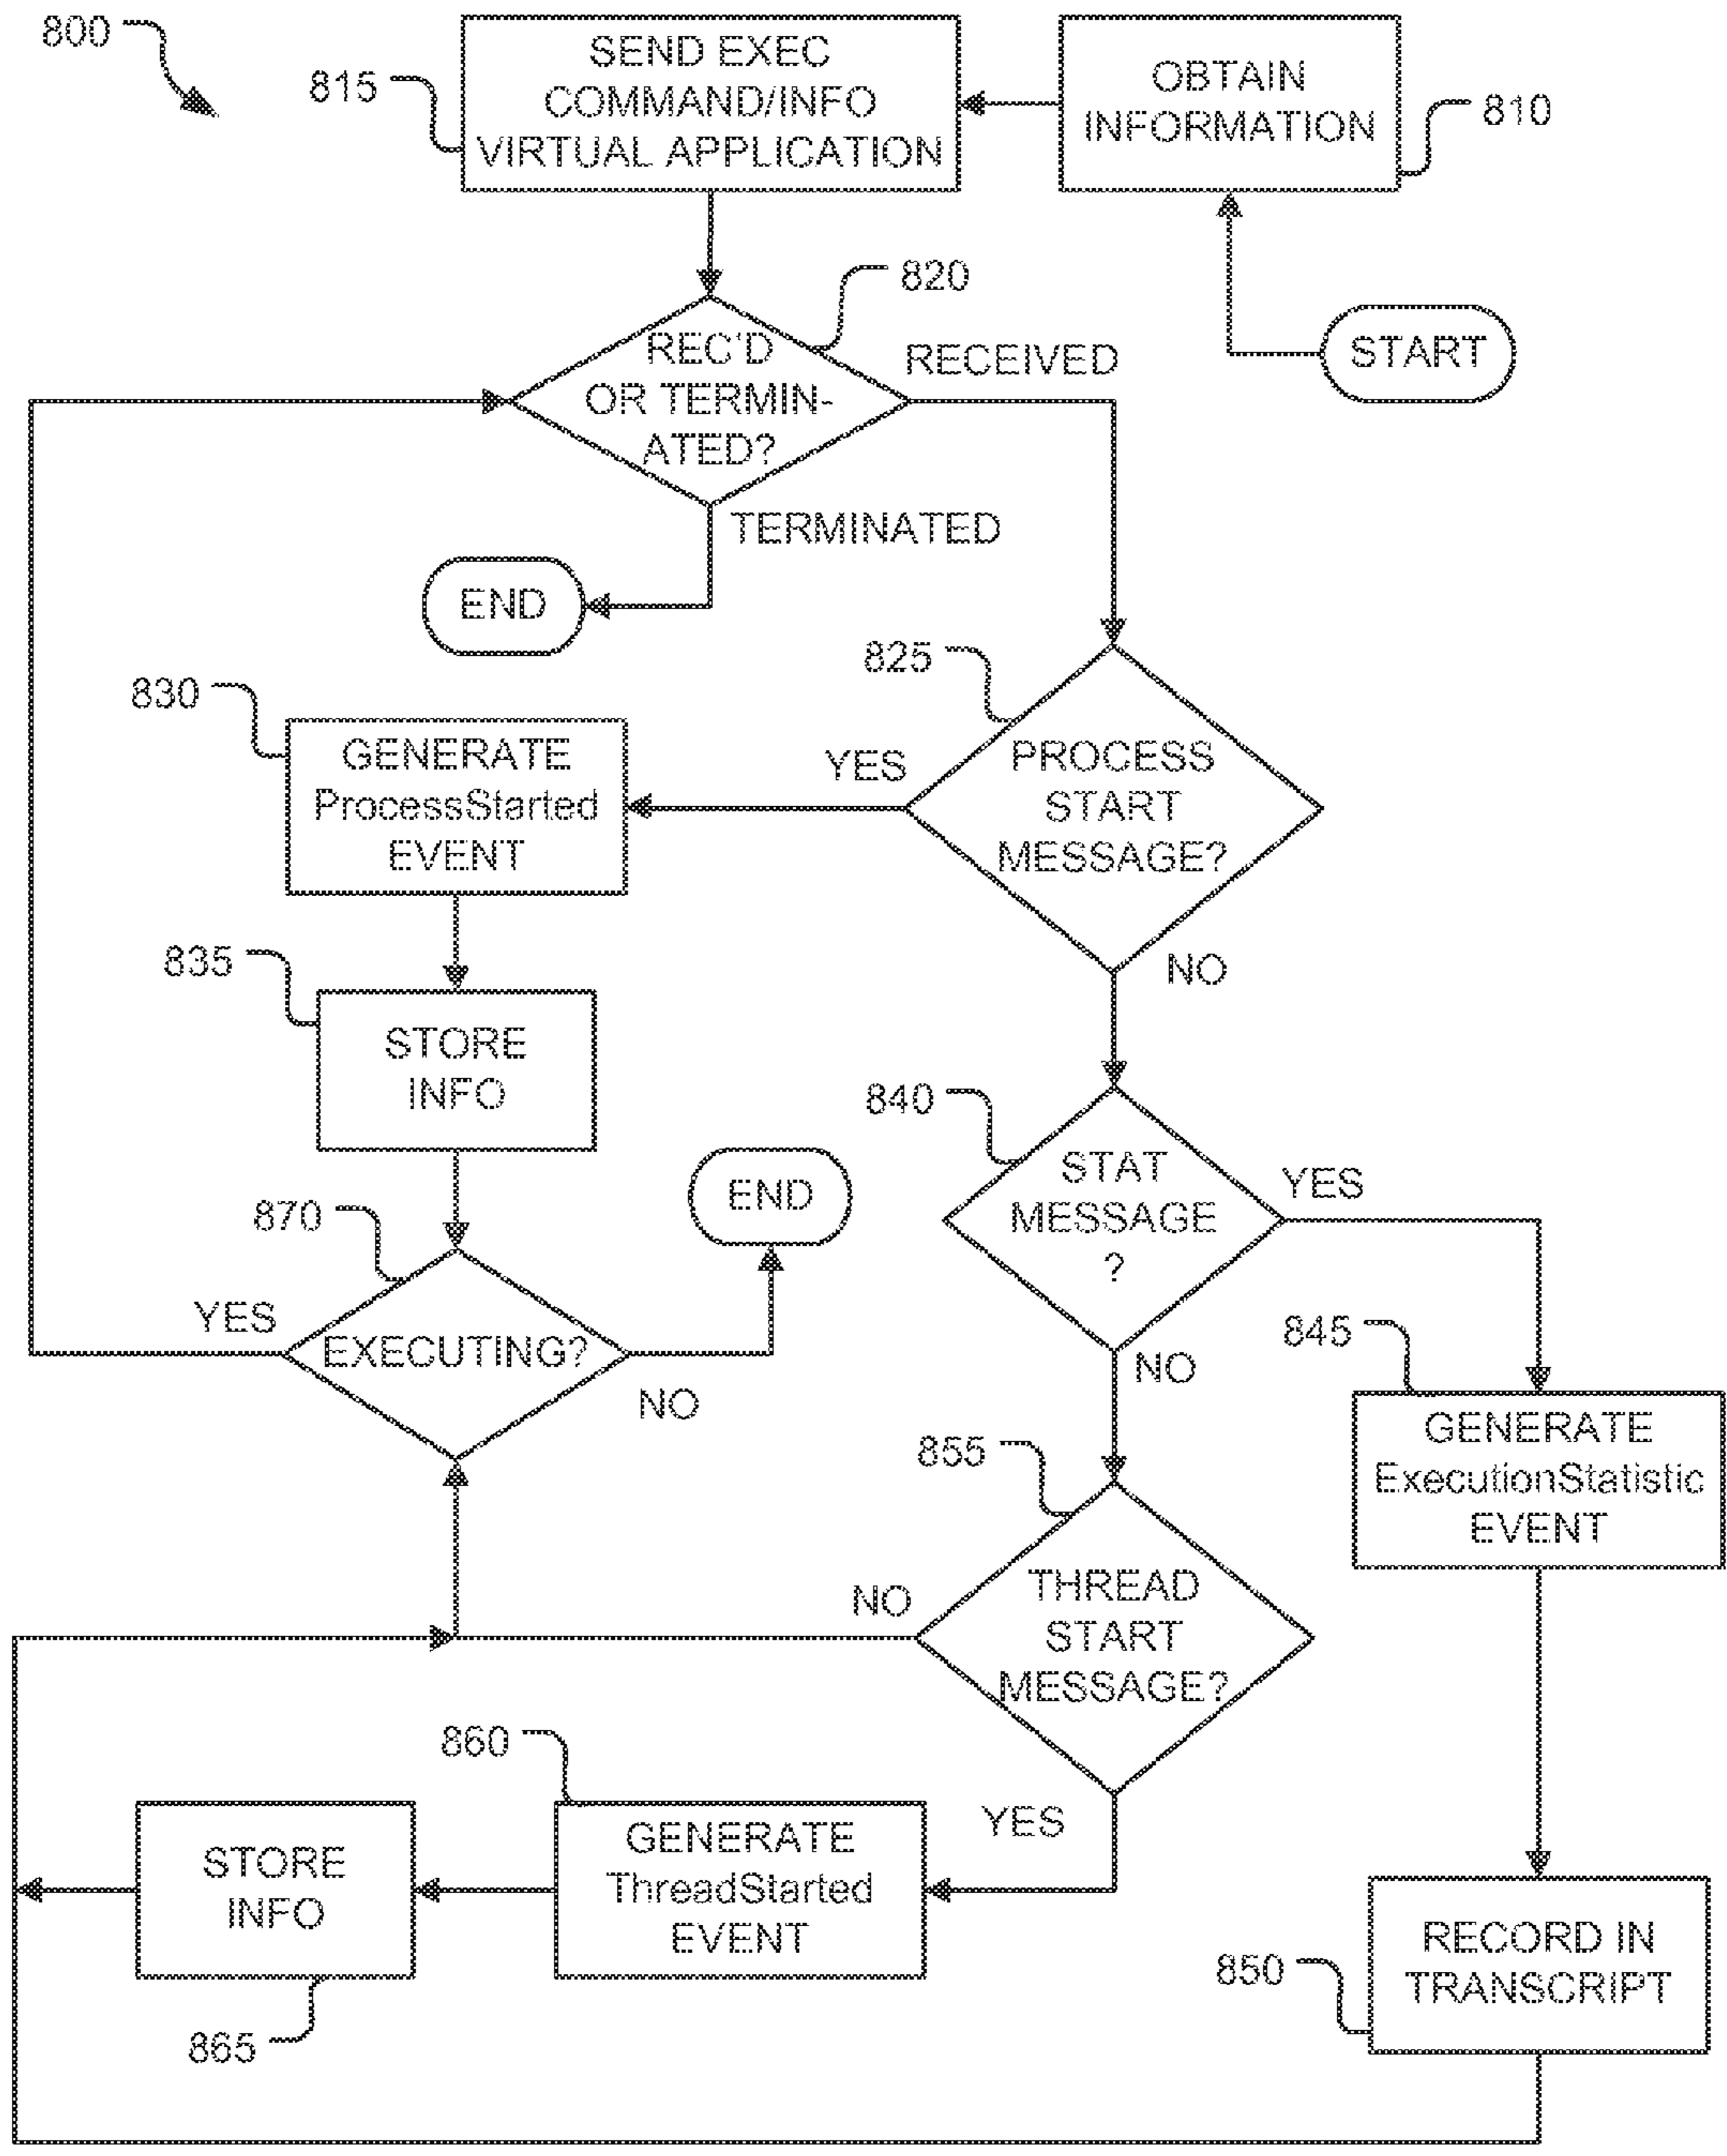 800
815
SEND EXEC
COMMAND/INFO
VIRTUAL APPLICATION
OBTAIN
INFORMATION
810
START
820
REC'D
OR TERMIN-
ATED?
RECEIVED
TERMINATED
END
825
PROCESS
START
MESSAGE?
YES
NO
830
GENERATE
ProcessStarted
EVENT
835
STORE
INFO
840
STAT
MESSAGE
?
YES
NO
870
EXECUTING?
YES
NO
END
845
GENERATE
ExecutionStatistic
EVENT
855
THREAD
START
MESSAGE?
NO
YES
860
GENERATE
ThreadStarted
EVENT
STORE
INFO
865
850
RECORD IN
TRANSCRIPT